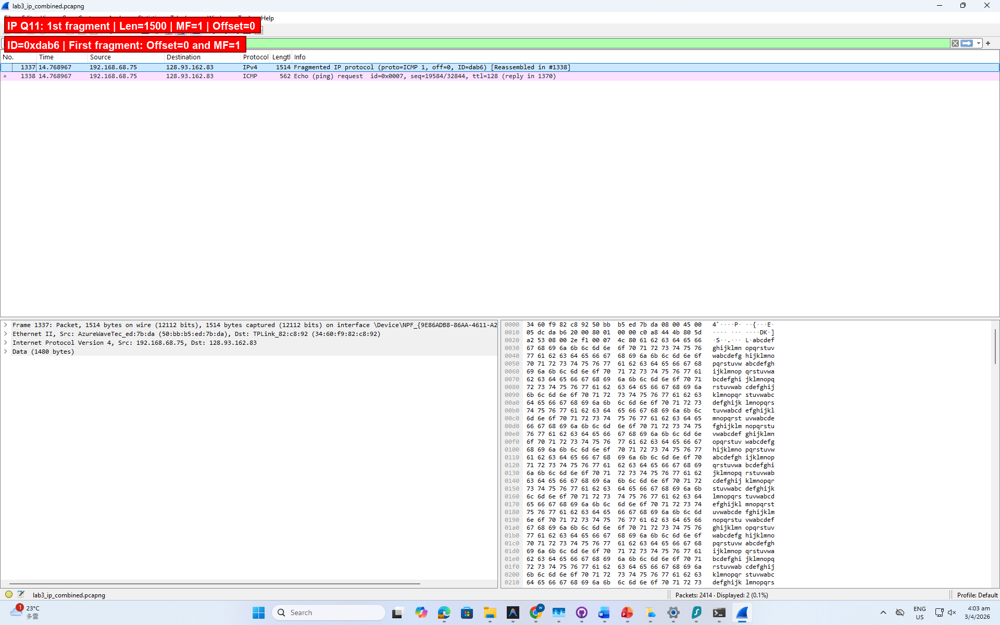 lab3_ip_combined.pcapng
Help
IP Q11: 1st fragment | Len=1500 | MF=1 | Offset=0
ID=0xdab6 | First fragment: Offset=0 and MF=1
No. Time Source Destination Protocol Lengtl Info
1337 14.768967 192.168.68.75 128.93.162.83 IPv4 1514 Fragmented IP protocol (proto=ICMP 1, off=0, ID=dab6) [Reassembled in #1338]
1338 14.768967 192.168.68.75 128.93.162.83 ICMP 562 Echo (ping) request id=0x0007, seq=19584/32844, ttl=128 (reply in 1370)
Frame 1337: Packet, 1514 bytes on wire (12112 bits), 1514 bytes captured (12112 bits) on interface \Device\NPF_{9E86ADB8-86AA-4611-A2
Ethernet II, Src: AzureWaveTec_ed:7b:da (50:bb:b5:ed:7b:da), Dst: TPLink_82:c8:92 (34:60:f9:82:c8:92)
Internet Protocol Version 4, Src: 192.168.68.75, Dst: 128.93.162.83
Data (1480 bytes)
0000 34 60 f9 82 c8 92 50 bb b5 ed 7b da 08 00 45 00 4`····P· ··{···E·
0010 05 dc da b6 20 00 80 01 00 00 c0 a8 44 4b 80 5d ···· ··· ····DK·]
0020 a2 53 08 00 2e f1 00 07 4c 80 61 62 63 64 65 66 ·S··.··· L·abcdef
0030 67 68 69 6a 6b 6c 6d 6e 6f 70 71 72 73 74 75 76 ghijklmn opqrstuv
0040 77 61 62 63 64 65 66 67 68 69 6a 6b 6c 6d 6e 6f wabcdefg hijklmno
0050 70 71 72 73 74 75 76 77 61 62 63 64 65 66 67 68 pqrstuvw abcdefgh
0060 69 6a 6b 6c 6d 6e 6f 70 71 72 73 74 75 76 77 61 ijklmnop qrstuvwa
0070 62 63 64 65 66 67 68 69 6a 6b 6c 6d 6e 6f 70 71 bcdefghi jklmnopq
0080 72 73 74 75 76 77 61 62 63 64 65 66 67 68 69 6a rstuvwab cdefghij
0090 6b 6c 6d 6e 6f 70 71 72 73 74 75 76 77 61 62 63 klmnopqr stuvwabc
00a0 64 65 66 67 68 69 6a 6b 6c 6d 6e 6f 70 71 72 73 defghijk lmnopqrs
00b0 74 75 76 77 61 62 63 64 65 66 67 68 69 6a 6b 6c tuvwabcd efghijkl
00c0 6d 6e 6f 70 71 72 73 74 75 76 77 61 62 63 64 65 mnopqrst uvwabcde
00d0 66 67 68 69 6a 6b 6c 6d 6e 6f 70 71 72 73 74 75 fghijklm nopqrstu
00e0 76 77 61 62 63 64 65 66 67 68 69 6a 6b 6c 6d 6e vwabcdef ghijklmn
00f0 6f 70 71 72 73 74 75 76 77 61 62 63 64 65 66 67 opqrstuv wabcdefg
0100 68 69 6a 6b 6c 6d 6e 6f 70 71 72 73 74 75 76 77 hijklmno pqrstuvw
0110 61 62 63 64 65 66 67 68 69 6a 6b 6c 6d 6e 6f 70 abcdefgh ijklmnop
0120 71 72 73 74 75 76 77 61 62 63 64 65 66 67 68 69 qrstuvwa bcdefghi
0130 6a 6b 6c 6d 6e 6f 70 71 72 73 74 75 76 77 61 62 jklmnopq rstuvwab
0140 63 64 65 66 67 68 69 6a 6b 6c 6d 6e 6f 70 71 72 cdefghij klmnopqr
0150 73 74 75 76 77 61 62 63 64 65 66 67 68 69 6a 6b stuvwabc defghijk
0160 6c 6d 6e 6f 70 71 72 73 74 75 76 77 61 62 63 64 lmnopqrs tuvwabcd
0170 65 66 67 68 69 6a 6b 6c 6d 6e 6f 70 71 72 73 74 efghijkl mnopqrst
0180 75 76 77 61 62 63 64 65 66 67 68 69 6a 6b 6c 6d uvwabcde fghijklm
0190 6e 6f 70 71 72 73 74 75 76 77 61 62 63 64 65 66 nopqrstu vwabcdef
01a0 67 68 69 6a 6b 6c 6d 6e 6f 70 71 72 73 74 75 76 ghijklmn opqrstuv
01b0 77 61 62 63 64 65 66 67 68 69 6a 6b 6c 6d 6e 6f wabcdefg hijklmno
01c0 70 71 72 73 74 75 76 77 61 62 63 64 65 66 67 68 pqrstuvw abcdefgh
01d0 69 6a 6b 6c 6d 6e 6f 70 71 72 73 74 75 76 77 61 ijklmnop qrstuvwa
01e0 62 63 64 65 66 67 68 69 6a 6b 6c 6d 6e 6f 70 71 bcdefghi jklmnopq
01f0 72 73 74 75 76 77 61 62 63 64 65 66 67 68 69 6a rstuvwab cdefghij
0200 6b 6c 6d 6e 6f 70 71 72 73 74 75 76 77 61 62 63 klmnopqr stuvwabc
0210 64 65 66 67 68 69 6a 6b 6c 6d 6e 6f 70 71 72 73 defghijk lmnopqrs
lab3_ip_combined.pcapng Packets: 2414 · Displayed: 2 (0.1%) Profile: Default
1 23°C
多雲
Search
ENG
US
4:03 am
3/4/2026